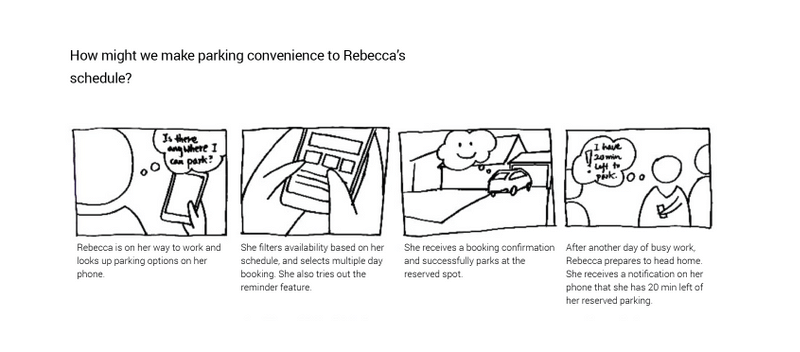 How might we make parking convenience to Rebecca's
schedule?
Is there
anywhere I
can park?
I have
20 min
left to
park.
Rebecca is on her way to work and
looks up parking options on her
phone.
She filters availability based on her
schedule, and selects multiple day
booking. She also tries out the
reminder feature.
She receives a booking confirmation
and successfully parks at the
reserved spot.
After another day of busy work,
Rebecca prepares to head home.
She receives a notification on her
phone that she has 20 min left of
her reserved parking.